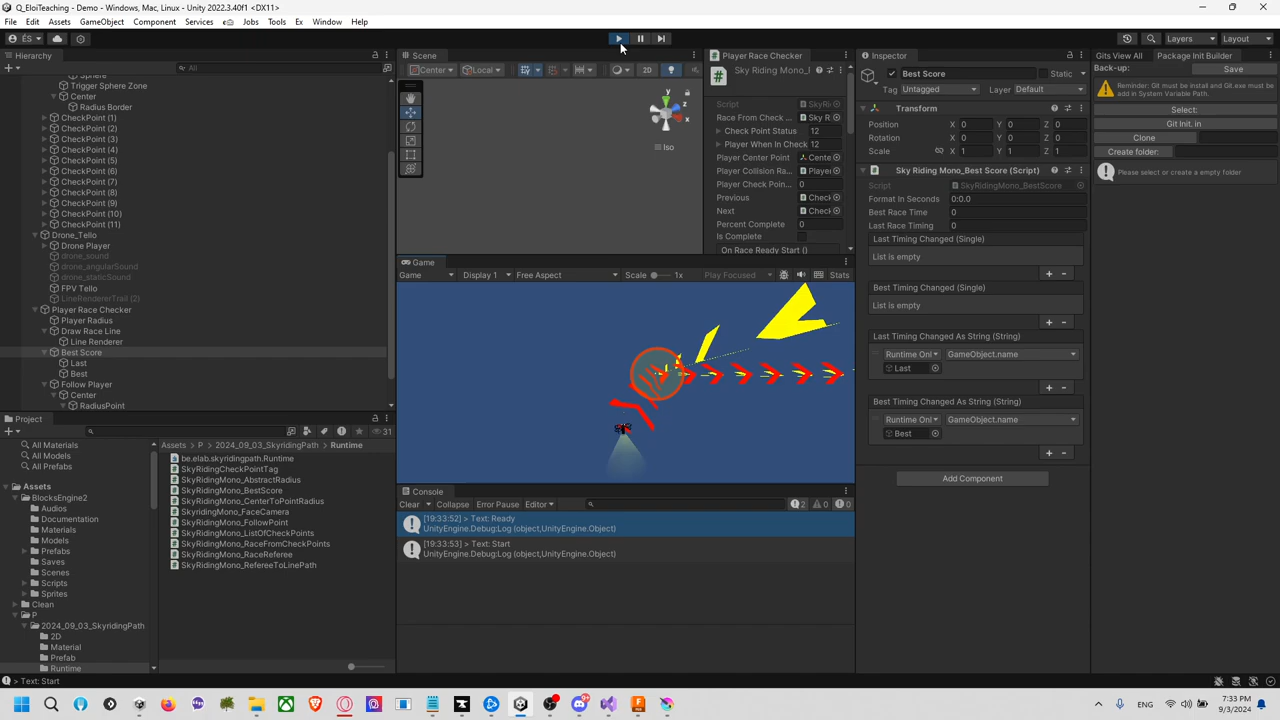 Q_EloiTeaching - Demo - Windows, Mac, Linux - Unity 2022.3.40f1 <DX11>
File Edit Assets GameObject Component Services Jobs Tools Ex Window Help
ÉS
Layers
Layout
Hierarchy
All
Sphere
Trigger Sphere Zone
Center
Radius Border
CheckPoint (1)
CheckPoint (2)
CheckPoint (3)
CheckPoint (4)
CheckPoint (5)
CheckPoint (6)
CheckPoint (7)
CheckPoint (8)
CheckPoint (9)
CheckPoint (10)
CheckPoint (11)
Drone_Tello
Drone Player
drone_sound
drone_angularSound
drone_staticSound
FPV Tello
LineRendererTrail (2)
Player Race Checker
Player Radius
Draw Race Line
Line Renderer
Best Score
Last
Best
Follow Player
Center
RadiusPoint
Scene
Center
Local
2D
y
z
x
Iso
Player Race Checker
Sky Riding Mono_I
Script
SkyRi
Race From Check ...
Sky R
Check Point Status
12
Player When In Check
12
Player Center Point
Cente
Player Collision Ra...
Playe
Player Check Poin...
0
Previous
Check
Next
Check
Percent Complete
0
Is Complete
On Race Ready Start ()
Game
Game
Display 1
Free Aspect
Scale
1x
Play Focused
Stats
Console
Clear
Collapse
Error Pause
Editor
2
0
0
[19:33:52] > Text: Ready
UnityEngine.Debug:Log (object,UnityEngine.Object)
[19:33:53] > Text: Start
UnityEngine.Debug:Log (object,UnityEngine.Object)
Inspector
Best Score
Static
Tag Untagged
Layer Default
Transform
Position X 0 Y 0 Z 0
Rotation X 0 Y 0 Z 0
Scale X 1 Y 1 Z 1
Sky Riding Mono_Best Score (Script)
Script
SkyRidingMono_BestScore
Format In Seconds 0:0.0
Best Race Time 0
Last Race Timing 0
Last Timing Changed (Single)
List is empty
Best Timing Changed (Single)
List is empty
Last Timing Changed As String (String)
Runtime Onl
GameObject.name
Last
Best Timing Changed As String (String)
Runtime Onl
GameObject.name
Best
Add Component
Gits View All
Package Init Builder
Back-up:
Save
Reminder: Git must be install and Git.exe must be
add in System Variable Path.
Select:
Git Init. in
Clone
Create folder:
Please select or create a empty folder
Project
31
All Materials
All Models
All Prefabs
Assets
BlocksEngine2
Audios
Documentation
Materials
Models
Prefabs
Saves
Scenes
Scripts
Sprites
Clean
P
2024_09_03_SkyridingPath
2D
Material
Prefab
Runtime
Assets
P
2024_09_03_SkyridingPath
Runtime
be.elab.skyridingpath.Runtime
SkyRidingCheckPointTag
SkyRidingMono_AbstractRadius
SkyRidingMono_BestScore
SkyRidingMono_CenterToPointRadius
SkyridingMono_FaceCamera
SkyRidingMono_FollowPoint
SkyRidingMono_ListOfCheckPoints
SkyRidingMono_RaceFromCheckPoints
SkyRidingMono_RaceReferee
SkyRidingMono_RefereeToLinePath
> Text: Start
ENG
7:33 PM
9/3/2024